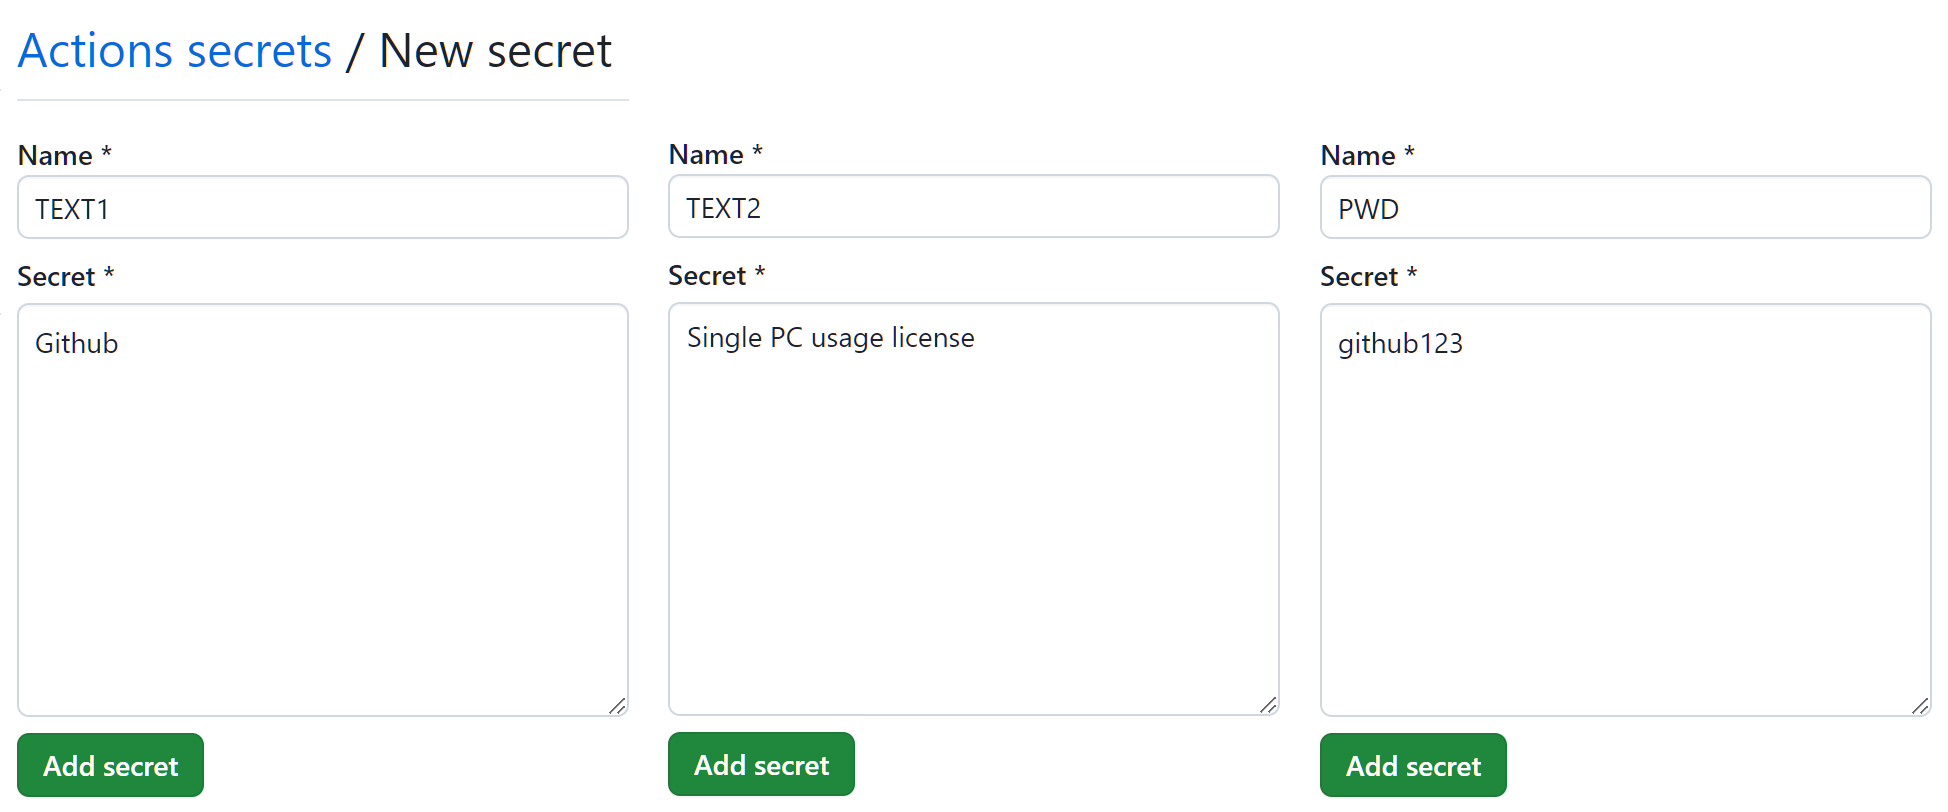 Actions secrets / New secret
Name *
TEXT1
Secret *
Github
Add secret
Name *
TEXT2
Secret *
Single PC usage license
Add secret
Name *
PWD
Secret *
github123
Add secret